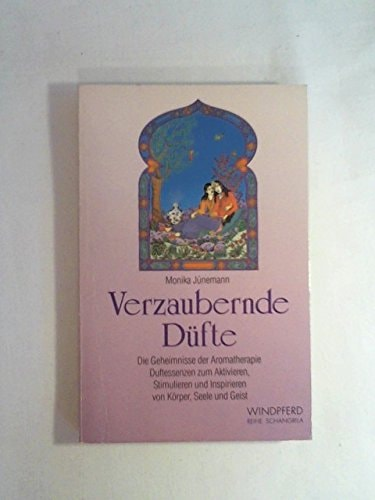 Monika Jünemann
Verzaubernde
Düfte
Die Geheimnisse der Aromatherapie
Duftessenzen zum Aktivieren,
Stimulieren und Inspirieren
von Körper, Seele und Geist
WINDPFERD
REIHE SCHANGRILA